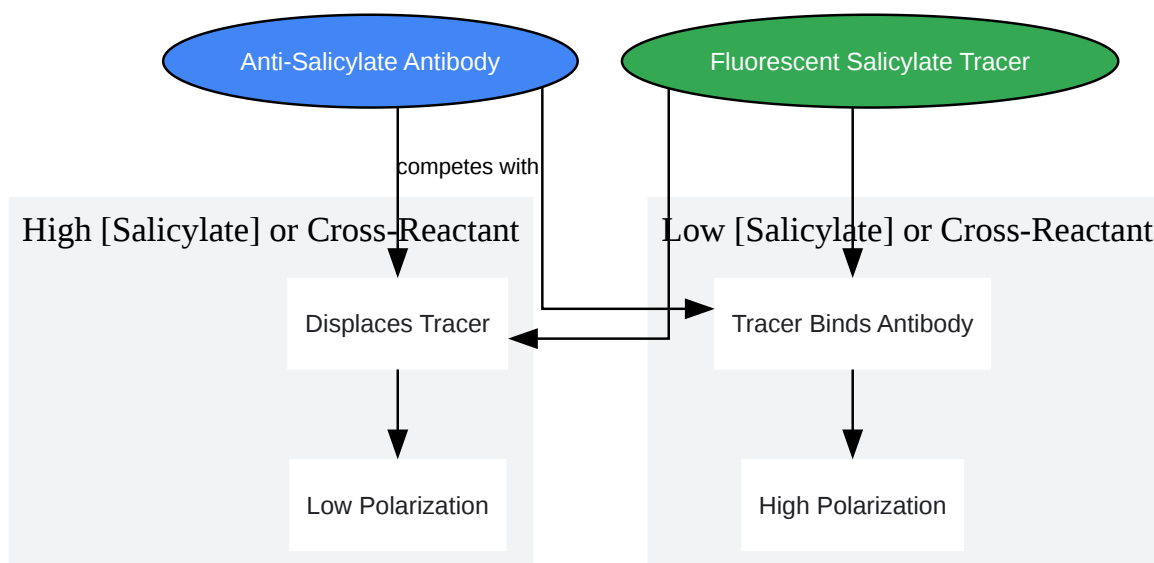 Anti-Salicylate Antibody
Fluorescent Salicylate Tracer
competes with
High [Salicylate] or Cross-Reactant
Low [Salicylate] or Cross-Reactant
Displaces Tracer
Tracer Binds Antibody
Low Polarization
High Polarization